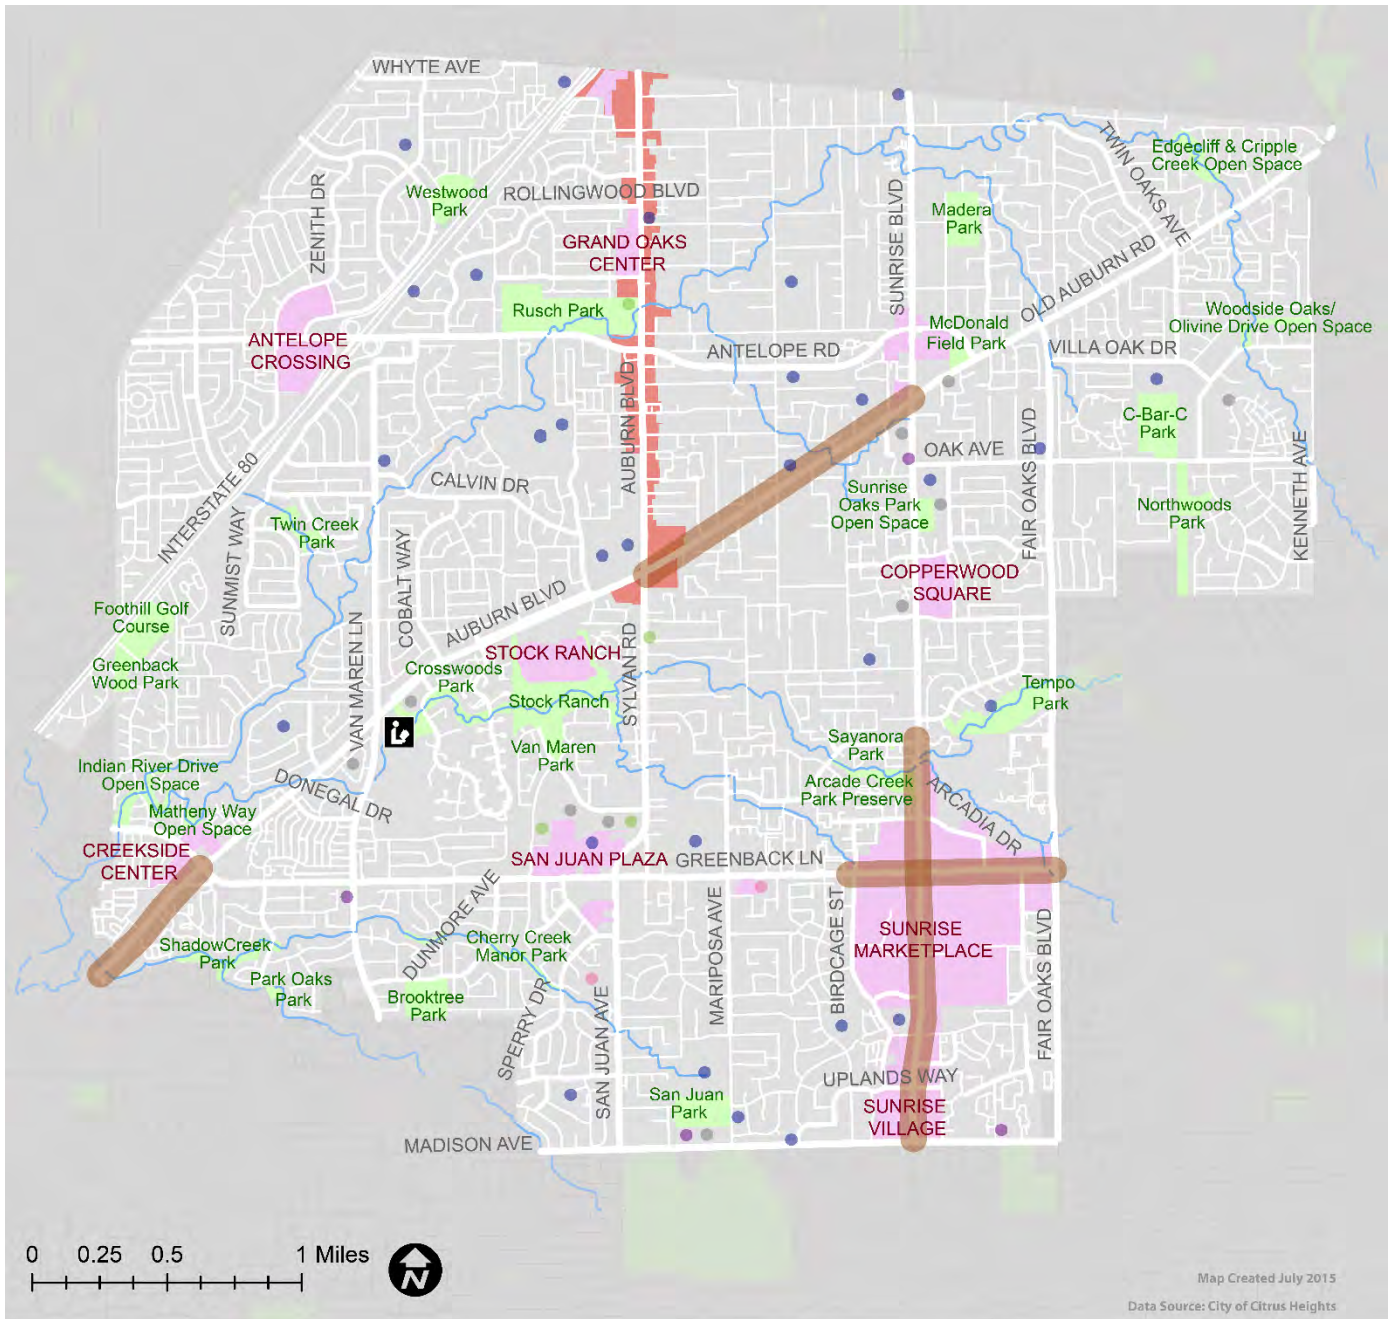 WHYTE AVE
TWIN OAKS AVE
Edgecliff & Cripple
Creek Open Space
ZENITH DR
Westwood
Park
ROLLINGWOOD BLVD
SUNRISE BLVD
Madera
Park
GRAND OAKS
CENTER
OLD AUBURN RD
Rusch Park
Woodside Oaks/
Olivine Drive Open Space
ANTELOPE
CROSSING
ANTELOPE RD
McDonald
Field Park
VILLA OAK DR
AUBURN BLVD
C-Bar-C
Park
FAIR OAKS BLVD
OAK AVE
KENNETH AVE
INTERSTATE 80
CALVIN DR
Sunrise
Oaks Park
Open Space
Northwoods
Park
Twin Creek
Park
SUNMIST WAY
COBALT WAY
COPPERWOOD
SQUARE
Foothill Golf
Course
AUBURN BLVD
Greenback
Wood Park
VAN MAREN LN
STOCK RANCH
SYLVAN RD
Crosswoods
Park
Stock Ranch
Tempo
Park
Van Maren
Park
Sayanora
Park
Indian River Drive
Open Space
DONEGAL DR
Arcade Creek
Park Preserve
ARCADIA DR
Matheny Way
Open Space
CREEKSIDE
CENTER
SAN JUAN PLAZA
GREENBACK LN
DUNMORE AVE
MARIPOSA AVE
BIRDCAGE ST
SUNRISE
MARKETPLACE
FAIR OAKS BLVD
ShadowCreek
Park
Cherry Creek
Manor Park
Park Oaks
Park
Brooktree
Park
SPERRY DR
SAN JUAN AVE
San Juan
Park
UPLANDS WAY
SUNRISE
VILLAGE
MADISON AVE
0 0.25 0.5 1 Miles
N
Map Created July 2015
Data Source: City of Citrus Heights